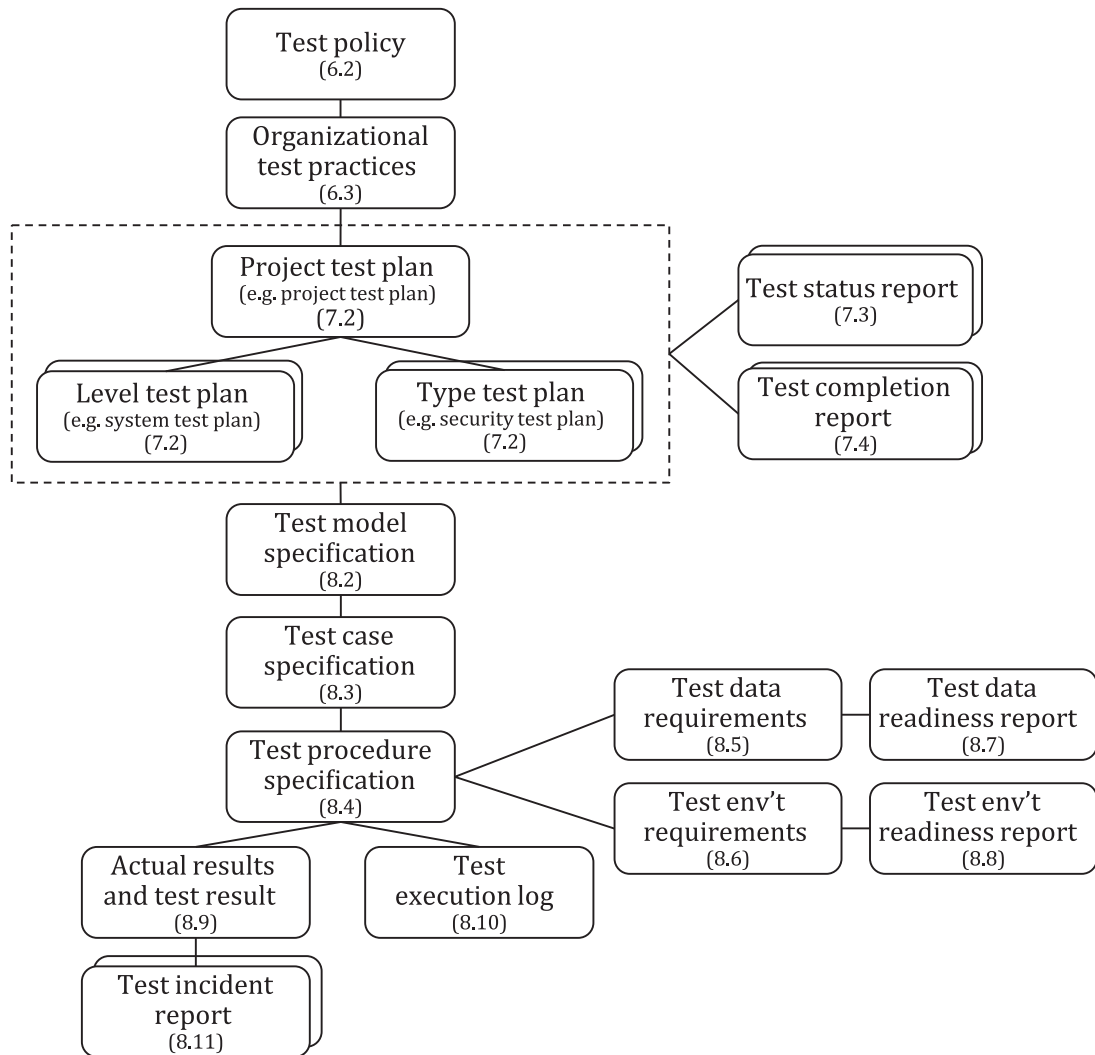 Test policy
(6.2)
Organizational
test practices
(6.3)
Project test plan
(e.g. project test plan)
(7.2)
Level test plan
(e.g. system test plan)
(7.2)
Type test plan
(e.g. security test plan)
(7.2)
Test status report
(7.3)
Test completion
report
(7.4)
Test model
specification
(8.2)
Test case
specification
(8.3)
Test procedure
specification
(8.4)
Test data
requirements
(8.5)
Test data
readiness report
(8.7)
Test env’t
requirements
(8.6)
Test env’t
readiness report
(8.8)
Actual results
and test result
(8.9)
Test
execution log
(8.10)
Test incident
report
(8.11)